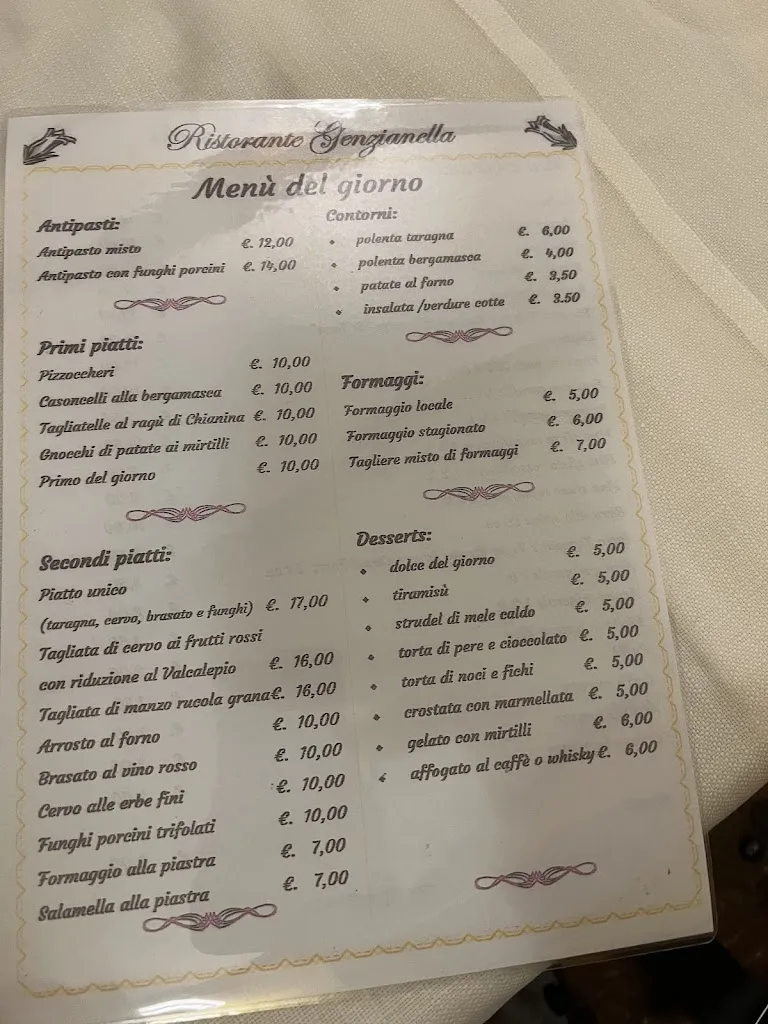 Ristorante Genzianella
Menù del giorno
Antipasti:
Antipasto misto €. 12,00
Antipasto con funghi porcini €. 14,00
Primi piatti:
Pizzoccheri €. 10,00
Casoncelli alla bergamasca €. 10,00
Tagliatelle al ragù di Chianina €. 10,00
Gnocchi di patate ai mirtilli €. 10,00
Primo del giorno €. 10,00
Secondi piatti:
Piatto unico
(taragna, cervo, brasato e funghi) €. 17,00
Tagliata di cervo ai frutti rossi
con riduzione al Valcalepio €. 16,00
Tagliata di manzo rucola grana €. 16,00
Arrosto al forno €. 10,00
Brasato al vino rosso €. 10,00
Cervo alle erbe fini €. 10,00
Funghi porcini trifolati €. 10,00
Formaggio alla piastra €. 7,00
Salamella alla piastra €. 7,00
Contorni:
polenta taragna €. 6,00
polenta bergamasca €. 4,00
patate al forno €. 3,50
insalata /verdure cotte €. 3.50
Formaggi:
Formaggio locale €. 5,00
Formaggio stagionato €. 6,00
Tagliere misto di formaggi €. 7,00
Desserts:
dolce del giorno €. 5,00
tiramisù €. 5,00
strudel di mele caldo €. 5,00
torta di pere e cioccolato €. 5,00
torta di noci e fichi €. 5,00
crostata con marmellata €. 5,00
gelato con mirtilli €. 6,00
affogato al caffè o whisky €. 6,00